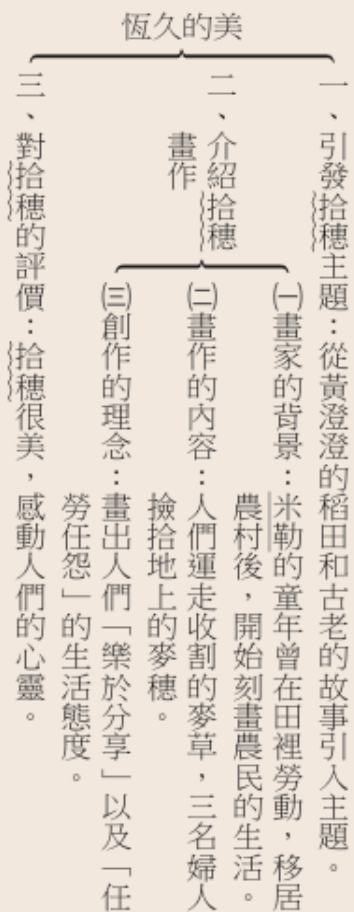 恆久的美
一、引發拾穗主題：從黃澄澄的稻田和古老的故事引入主題。
二、介紹拾穗
畫作
㈠畫家的背景：米勒的童年曾在田裡勞動，移居
農村後，開始刻畫農民的生活。
㈡畫作的內容：人們運走收割的麥草，三名婦人
撿拾地上的麥穗。
㈢創作的理念：畫出人們「樂於分享」以及「任
勞任怨」的生活態度。
三、對拾穗的評價：拾穗很美，感動人們的心靈。